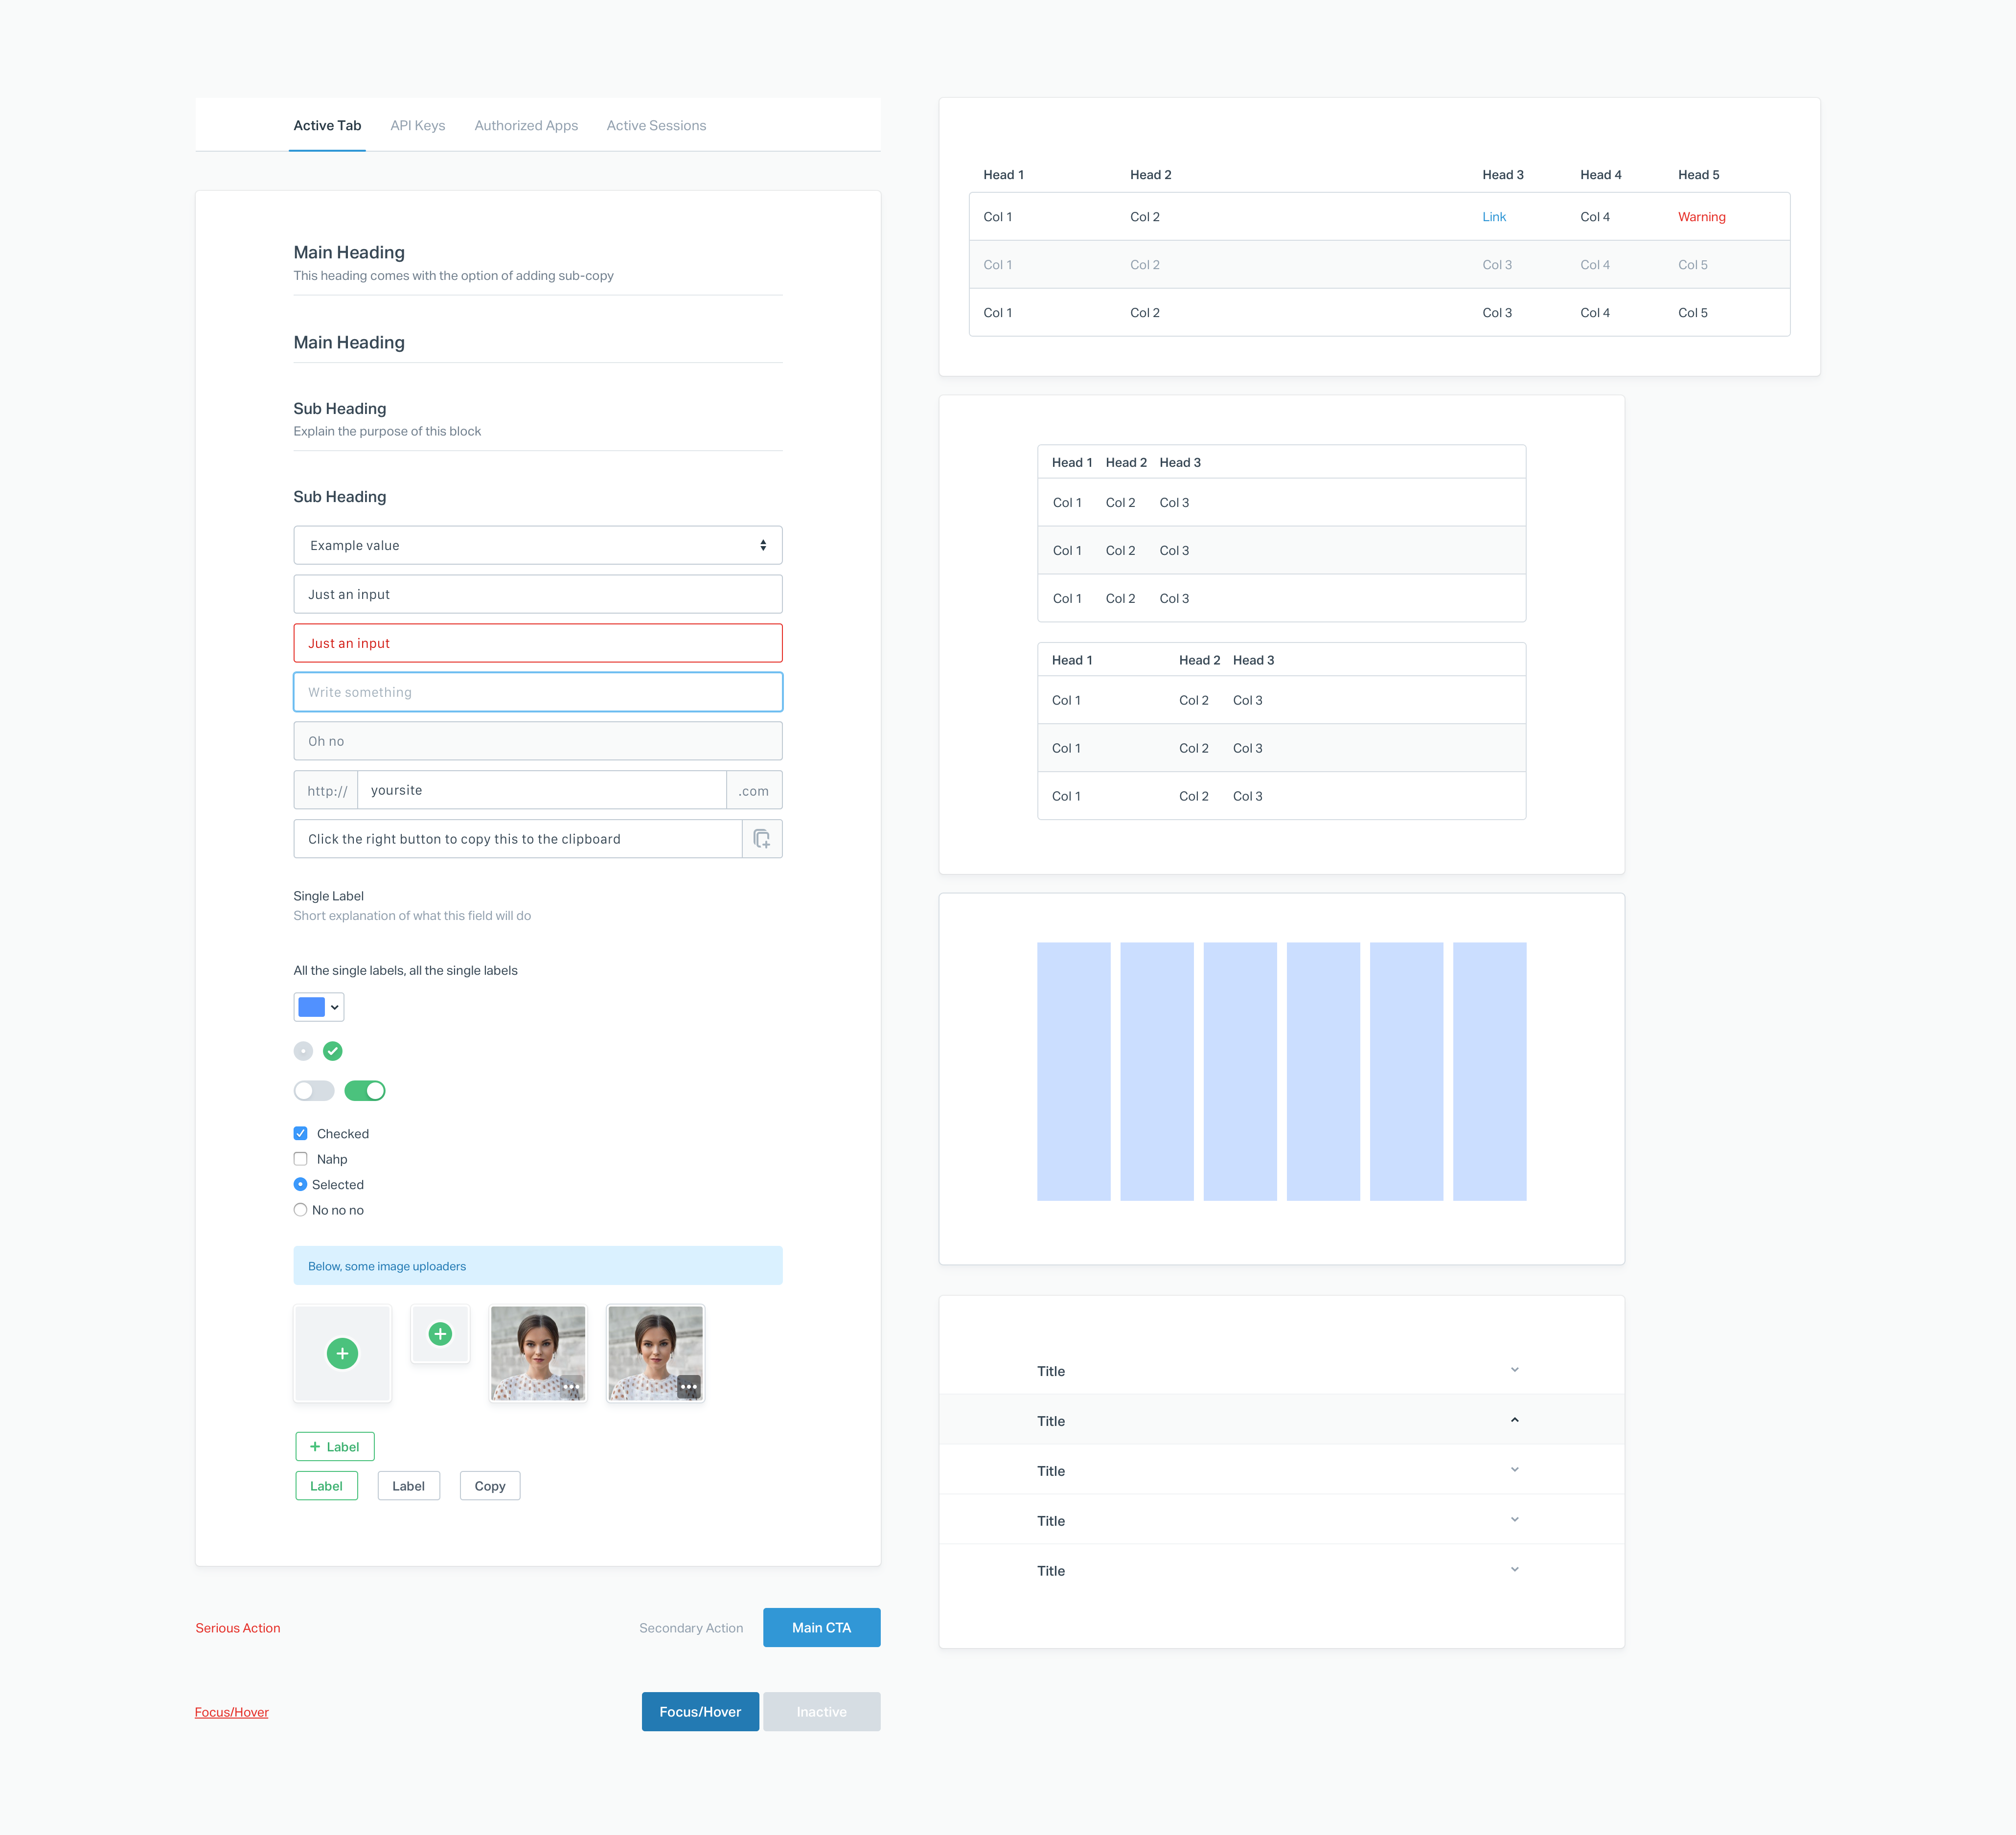 Active Tab API Keys Authorized Apps Active Sessions
Main Heading
This heading comes with the option of adding sub-copy
Main Heading
Sub Heading
Explain the purpose of this block
Sub Heading
Example value
Just an input
Just an input
Write something
Oh no
http:// yoursite .com
Click the right button to copy this to the clipboard
Single Label
Short explanation of what this field will do
All the single labels, all the single labels
Checked
Nahp
Selected
No no no
Below, some image uploaders
+ Label
Label Label Copy
Serious Action Secondary Action Main CTA
Focus/Hover Focus/Hover Inactive
Head 1 Head 2 Head 3 Head 4 Head 5
Col 1 Col 2 Link Col 4 Warning
Col 1 Col 2 Col 3 Col 4 Col 5
Col 1 Col 2 Col 3 Col 4 Col 5
Head 1 Head 2 Head 3
Col 1 Col 2 Col 3
Col 1 Col 2 Col 3
Col 1 Col 2 Col 3
Head 1 Head 2 Head 3
Col 1 Col 2 Col 3
Col 1 Col 2 Col 3
Col 1 Col 2 Col 3
Title
Title
Title
Title
Title